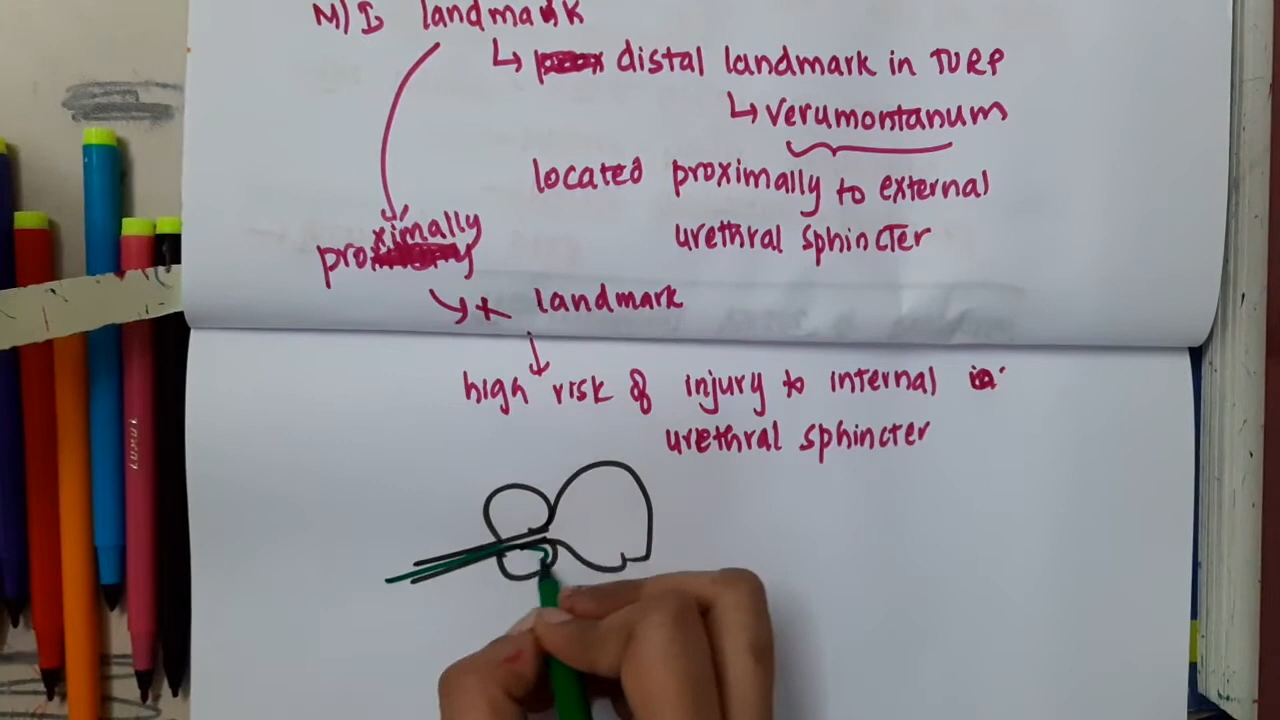 M/I landmark
↳ distal landmark in TURP
↳ verumontanum
located proximally to external
urethral sphincter
proximally
↘ x landmark
↓
high risk of injury to internal
urethral sphincter